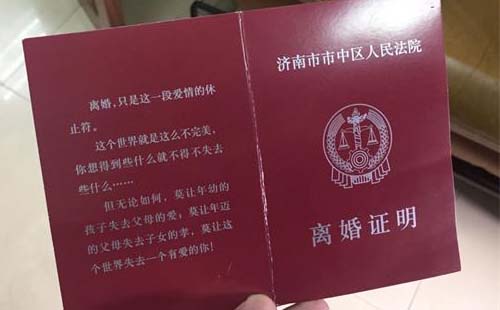 离婚，只是这一段爱情的休
止符。
这个世界就是这么不完美，
你想得到些什么就不得不失去
些什么……
但无论如何，莫让年幼的
孩子失去父母的爱；莫让年迈
的父母失去子女的孝，莫让这
个世界失去一个有爱的你！
济南市市中区人民法院
离婚证明